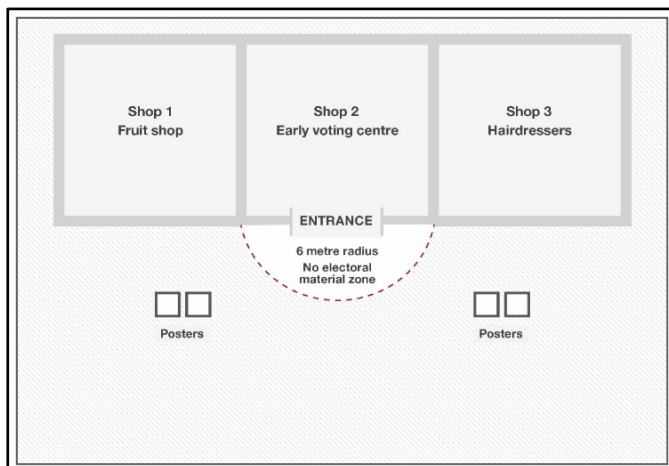 Shop 1
Fruit shop
Shop 2
Early voting centre
Shop 3
Hairdressers
ENTRANCE
6 metre radius
No electoral
material zone
Posters
Posters